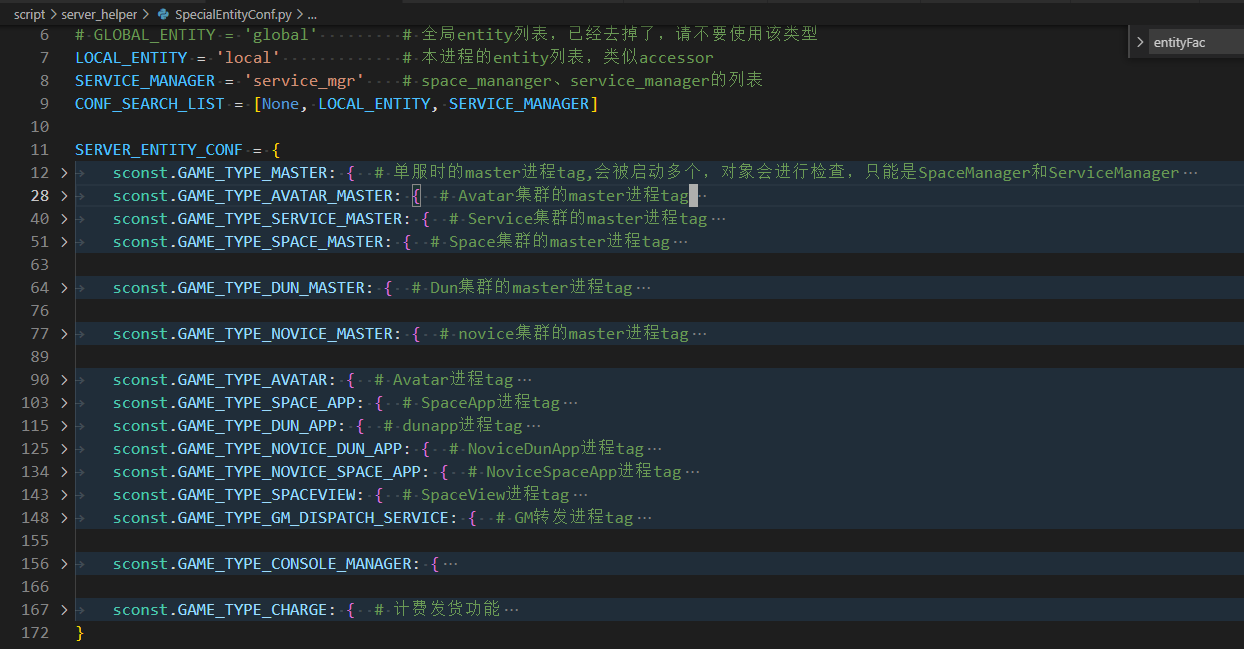 script > server_helper > SpecialEntityConf.py > ...
entityFac
6 # GLOBAL_ENTITY = 'global' # 全局entity列表，已经去掉了，请不要使用该类型
7 LOCAL_ENTITY = 'local' # 本进程的entity列表，类似accessor
8 SERVICE_MANAGER = 'service_mgr' # space_mananger、service_manager的列表
9 CONF_SEARCH_LIST = [None, LOCAL_ENTITY, SERVICE_MANAGER]
10
11 SERVER_ENTITY_CONF = {
12 sconst.GAME_TYPE_MASTER: { # 单服时的master进程tag,会被启动多个，对象会进行检查，只能是SpaceManager和ServiceManager…
28 sconst.GAME_TYPE_AVATAR_MASTER: { # Avatar集群的master进程tag…
40 sconst.GAME_TYPE_SERVICE_MASTER: { # Service集群的master进程tag…
51 sconst.GAME_TYPE_SPACE_MASTER: { # Space集群的master进程tag…
63
64 sconst.GAME_TYPE_DUN_MASTER: { # Dun集群的master进程tag…
76
77 sconst.GAME_TYPE_NOVICE_MASTER: { # novice集群的master进程tag…
89
90 sconst.GAME_TYPE_AVATAR: { # Avatar进程tag…
103 sconst.GAME_TYPE_SPACE_APP: { # SpaceApp进程tag…
115 sconst.GAME_TYPE_DUN_APP: { # dunapp进程tag…
125 sconst.GAME_TYPE_NOVICE_DUN_APP: { # NoviceDunApp进程tag…
134 sconst.GAME_TYPE_NOVICE_SPACE_APP: { # NoviceSpaceApp进程tag…
143 sconst.GAME_TYPE_SPACEVIEW: { # SpaceView进程tag…
148 sconst.GAME_TYPE_GM_DISPATCH_SERVICE: { # GM转发进程tag…
155
156 sconst.GAME_TYPE_CONSOLE_MANAGER: {…
166
167 sconst.GAME_TYPE_CHARGE: { # 计费发货功能…
172 }